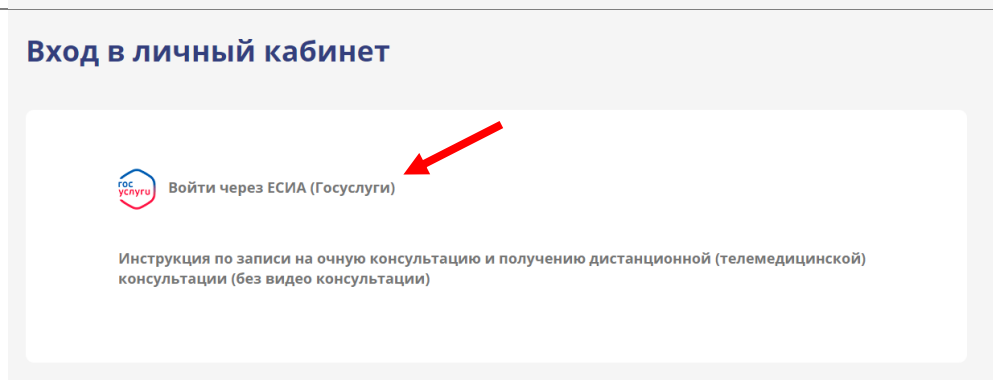 Вход в личный кабинет
гос
услуги
Войти через ЕСИА (Госуслуги)
Инструкция по записи на очную консультацию и получению дистанционной (телемедицинской)
консультации (без видео консультации)